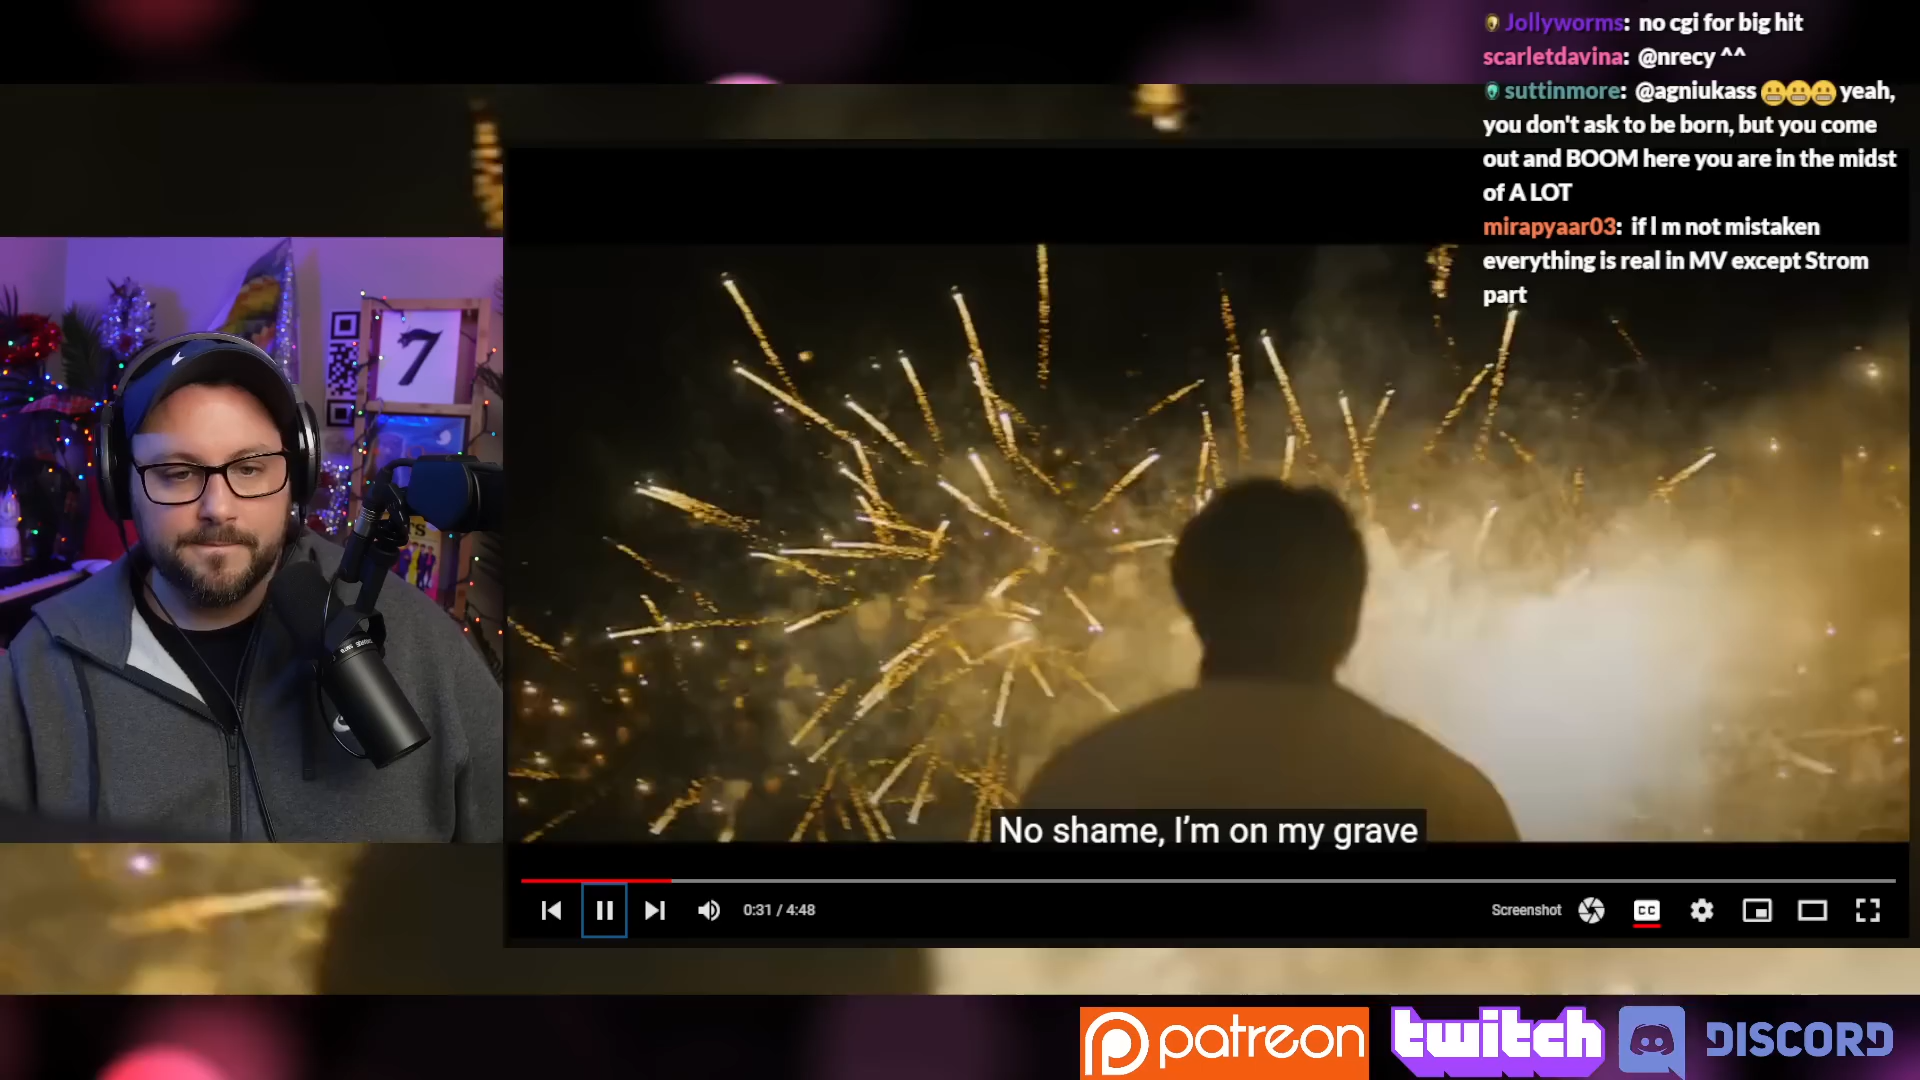 Jollyworms: no cgi for big hit
scarletdavina: @nrecy ^^
suttinmore: @agniukass 😬😬😬 yeah,
you don't ask to be born, but you come
out and BOOM here you are in the midst
of A LOT
mirapyaar03: if I m not mistaken
everything is real in MV except Strom
part
7
No shame, I'm on my grave
0:31 / 4:48
Screenshot
CC
patreon
twitch
DISCORD